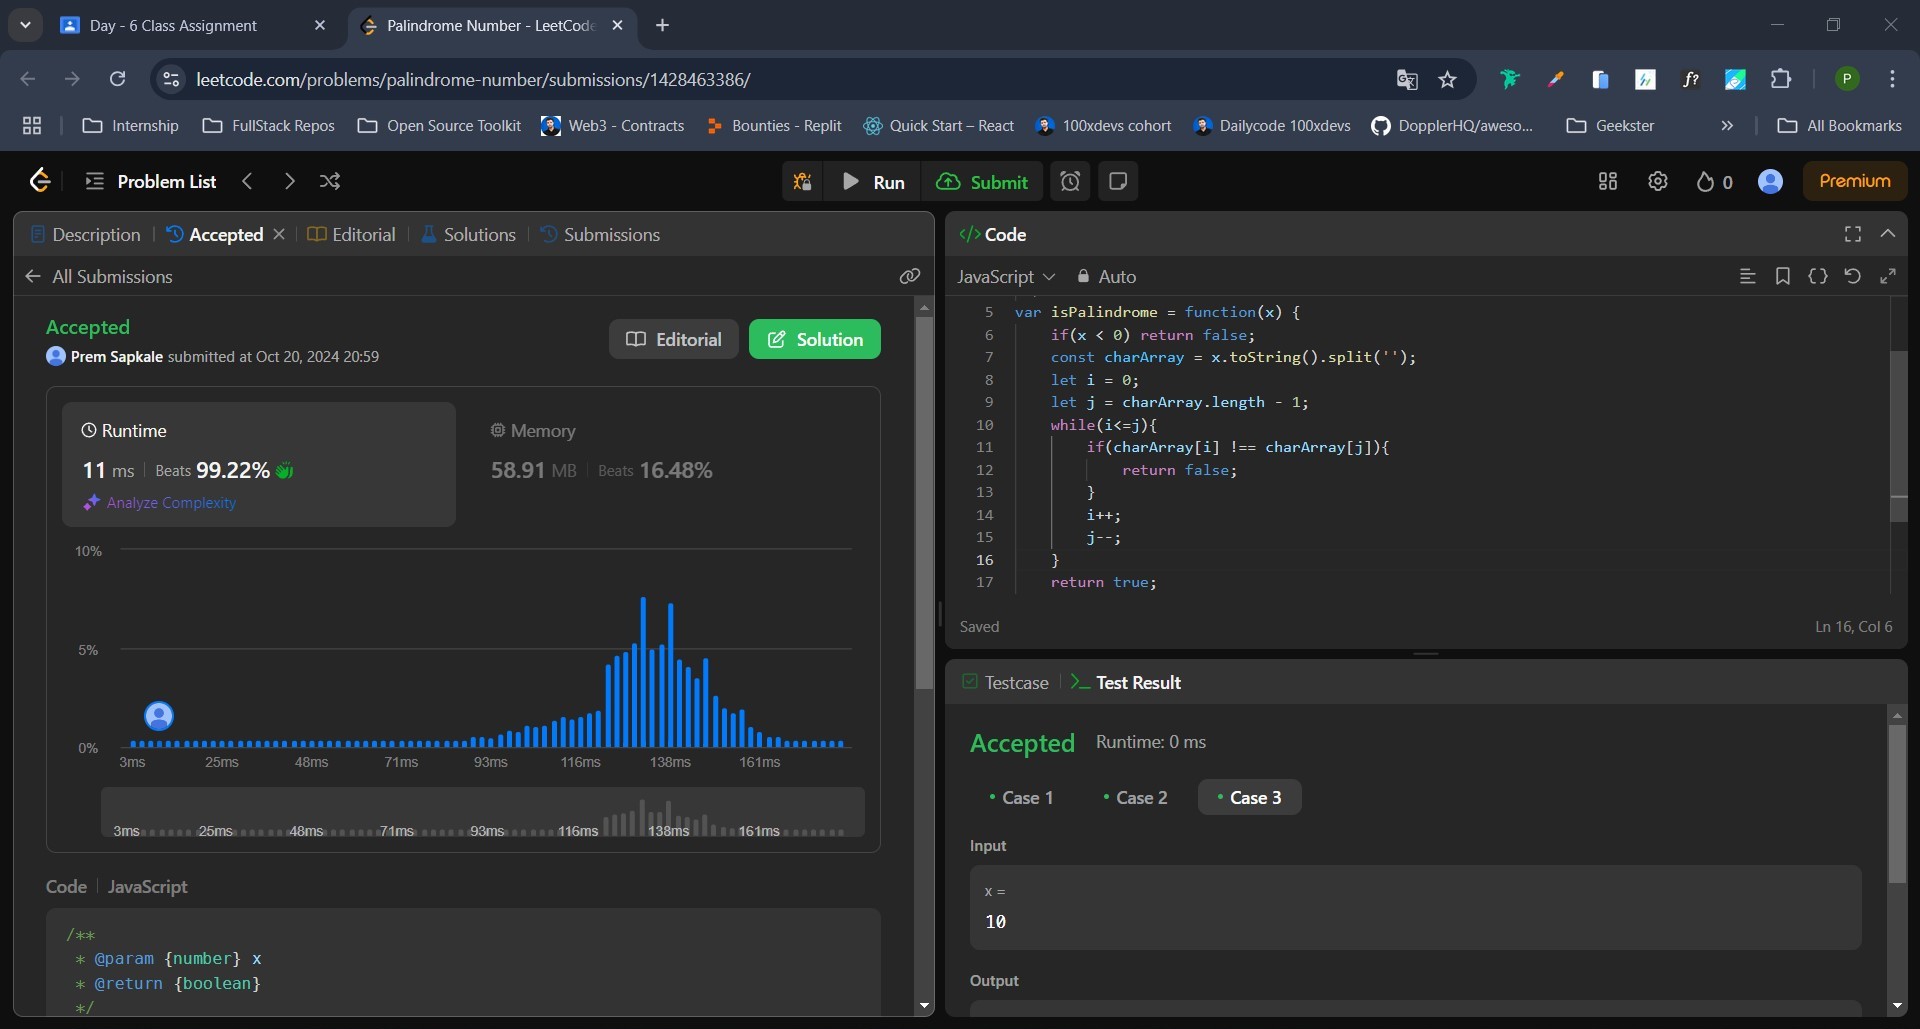 Day - 6 Class Assignment
Palindrome Number - LeetCode
leetcode.com/problems/palindrome-number/submissions/1428463386/
P
Internship
FullStack Repos
Open Source Toolkit
Web3 - Contracts
Bounties - Replit
Quick Start – React
100xdevs cohort
Dailycode 100xdevs
DopplerHQ/aweso...
Geekster
All Bookmarks
Problem List
Run
Submit
0
Premium
Description
Accepted
Editorial
Solutions
Submissions
All Submissions
Accepted
Prem Sapkale submitted at Oct 20, 2024 20:59
Editorial
Solution
Runtime
11 ms
Beats 99.22%
Analyze Complexity
Memory
58.91 MB
Beats 16.48%
10%
5%
0%
3ms 25ms 48ms 71ms 93ms 116ms 138ms 161ms
3ms 25ms 48ms 71ms 93ms 116ms 138ms 161ms
Code
JavaScript
/**
* @param {number} x
* @return {boolean}
*/
</> Code
JavaScript
Auto
5 var isPalindrome = function(x) {
6 if(x < 0) return false;
7 const charArray = x.toString().split('');
8 let i = 0;
9 let j = charArray.length - 1;
10 while(i<=j){
11 if(charArray[i] !== charArray[j]){
12 return false;
13 }
14 i++;
15 j--;
16 }
17 return true;
Saved
Ln 16, Col 6
Testcase
Test Result
Accepted
Runtime: 0 ms
Case 1
Case 2
Case 3
Input
x =
10
Output